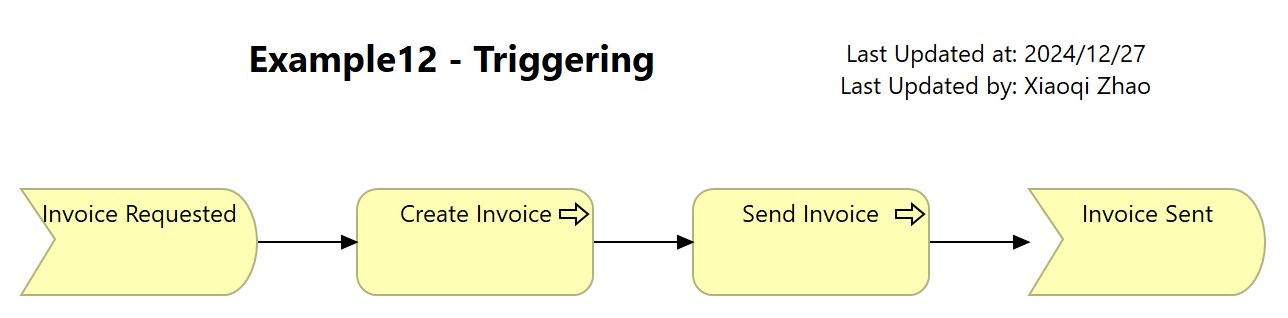 Example12 - Triggering
Last Updated at: 2024/12/27
Last Updated by: Xiaoqi Zhao
Invoice Requested
Create Invoice
Send Invoice
Invoice Sent